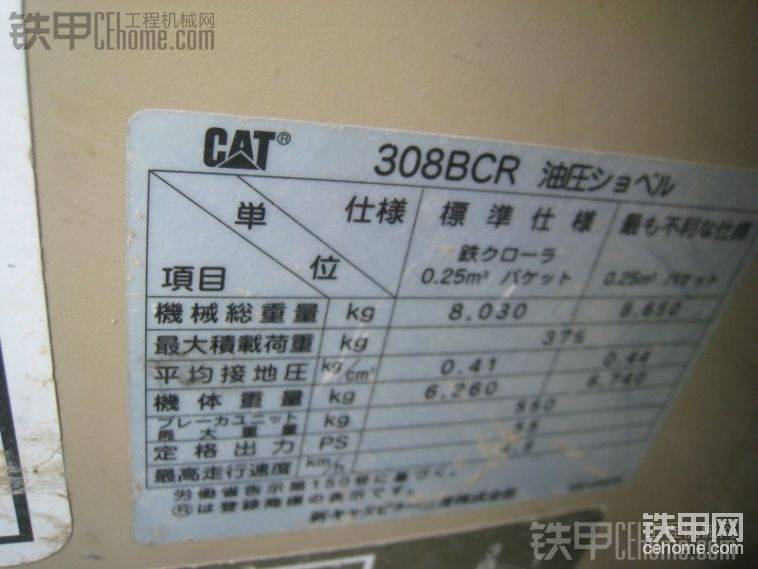 铁甲 工程机械网
CEhome.com
CAT® 308BCR 油圧ショベル
単位 仕様 標準仕様 最も不利な仕様
項目 鉄クローラ
0.25m³ バケット 0.25m³ バケット
機械総重量 kg 8.030 8.650
最大積載荷重 kg 375
平均接地圧 kg/cm² 0.41 0.44
機体重量 kg 6.260 6.740
ブレーカユニット最大重量 kg 550
定格出力 PS 55
最高走行速度 km/h 4.8
労働省告示第150号に基づく。
®は登録商標の表示です。
新キャタピラー三菱株式会社
铁甲 CEhome.com
铁甲网
cehome.com